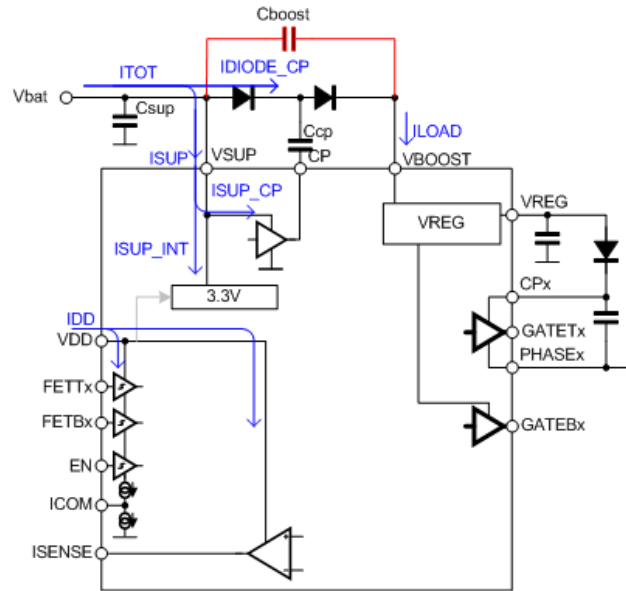 Cboost
ITOT
IDIODE_CP
Vbat
Csup
Ccp
ILOAD
ISUP
VSUP
CP
VBOOST
ISUP_CP
VREG
VREG
ISUP_INT
3.3V
CPx
IDD
VDD
GATETx
PHASEx
FETTx
FETBx
GATEBx
EN
ICOM
ISENSE